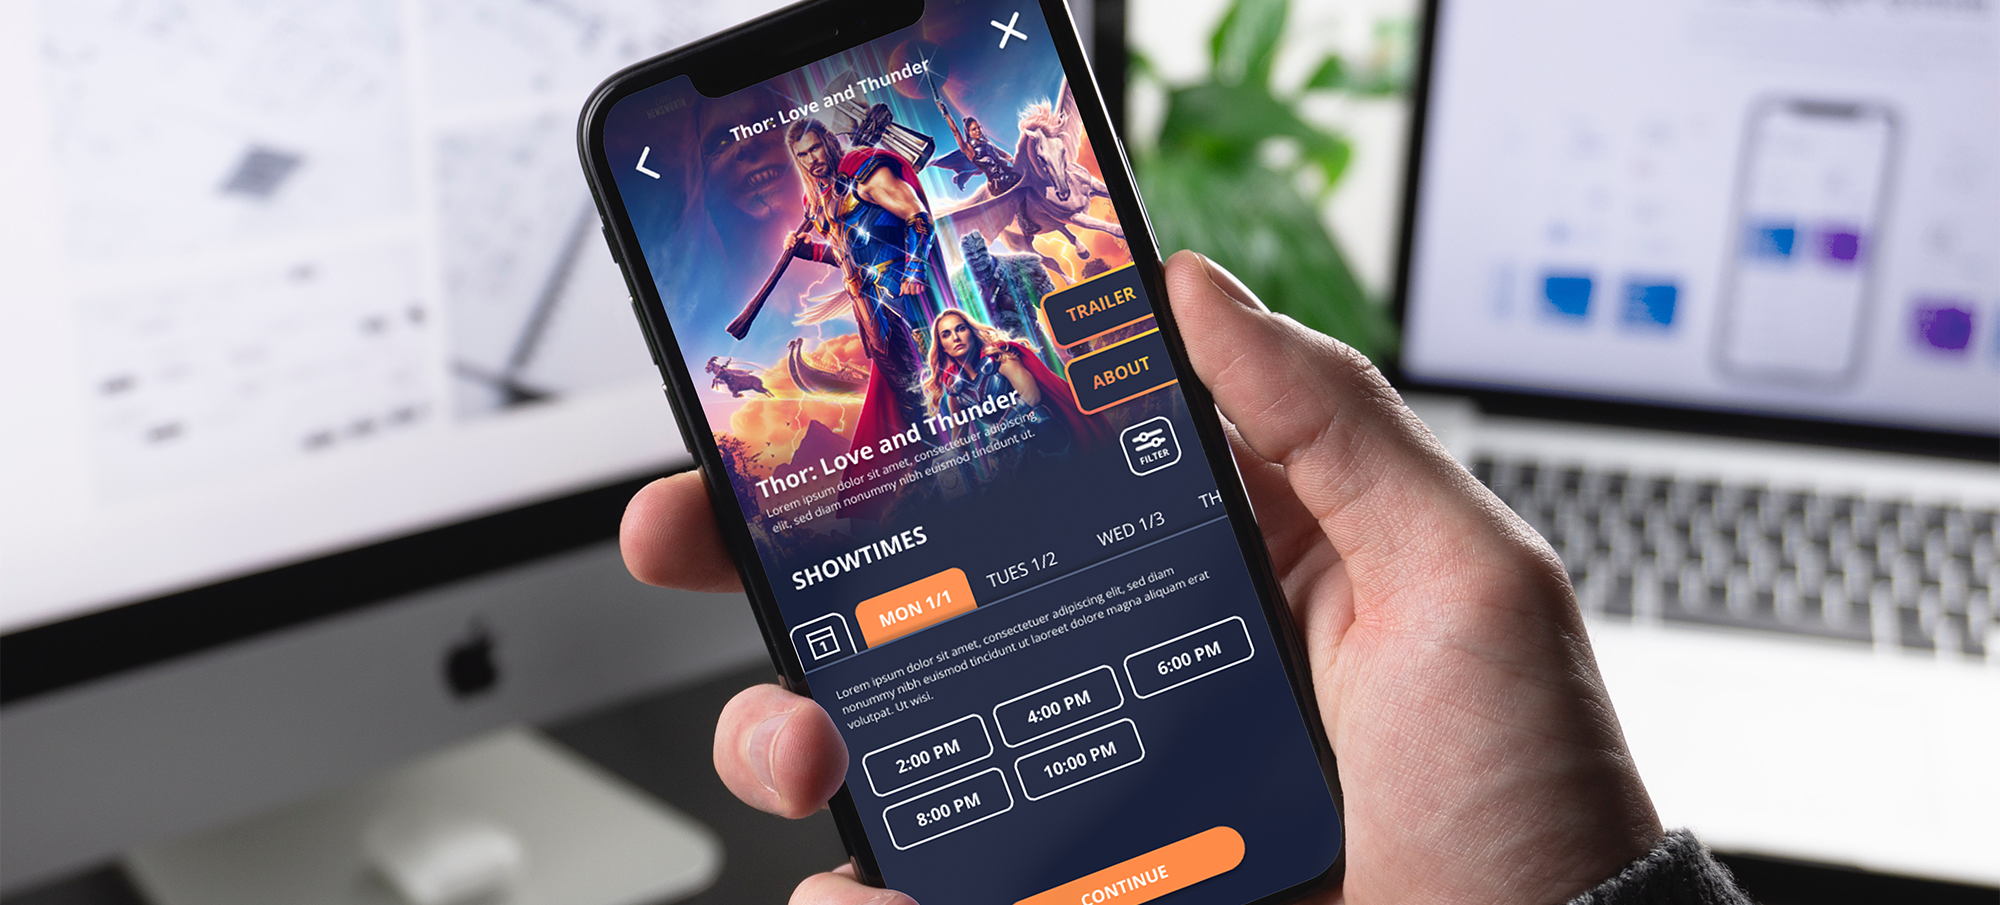 Thor: Love and Thunder
TRAILER
ABOUT
Thor: Love and Thunder
Lorem ipsum dolor sit amet, consectetuer adipiscing
elit, sed diam nonummy nibh euismod tincidunt ut.
FILTER
SHOWTIMES
1
MON 1/1
TUES 1/2
WED 1/3
TH
Lorem ipsum dolor sit amet, consectetuer adipiscing elit, sed diam
nonummy nibh euismod tincidunt ut laoreet dolore magna aliquam erat
volutpat. Ut wisi.
2:00 PM
4:00 PM
6:00 PM
8:00 PM
10:00 PM
CONTINUE